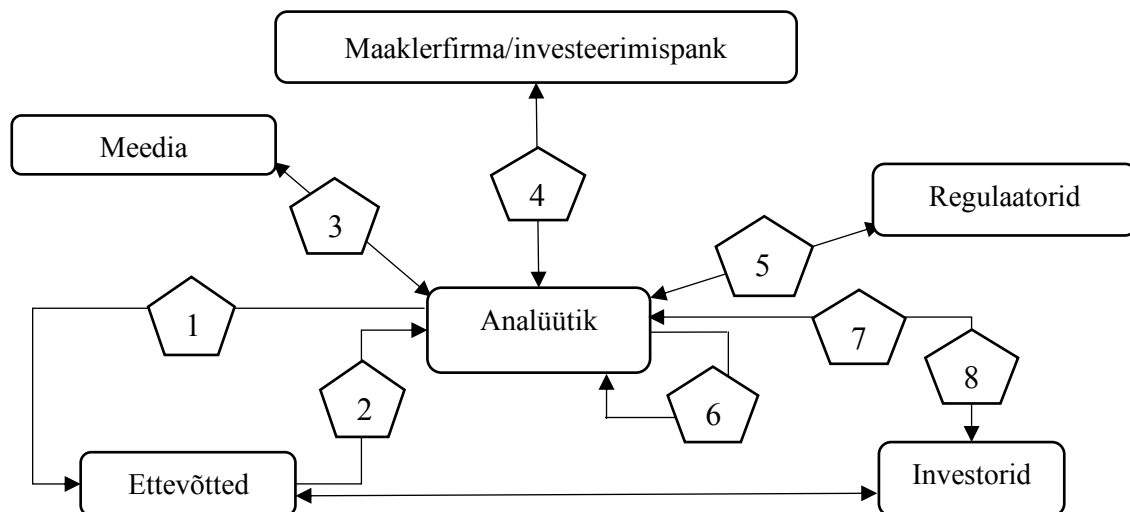 Maaklerfirma/investeerimispank
Meedia
Regulaatorid
3
4
5
1
Analüütik
7
2
6
8
Ettevõtted
Investorid